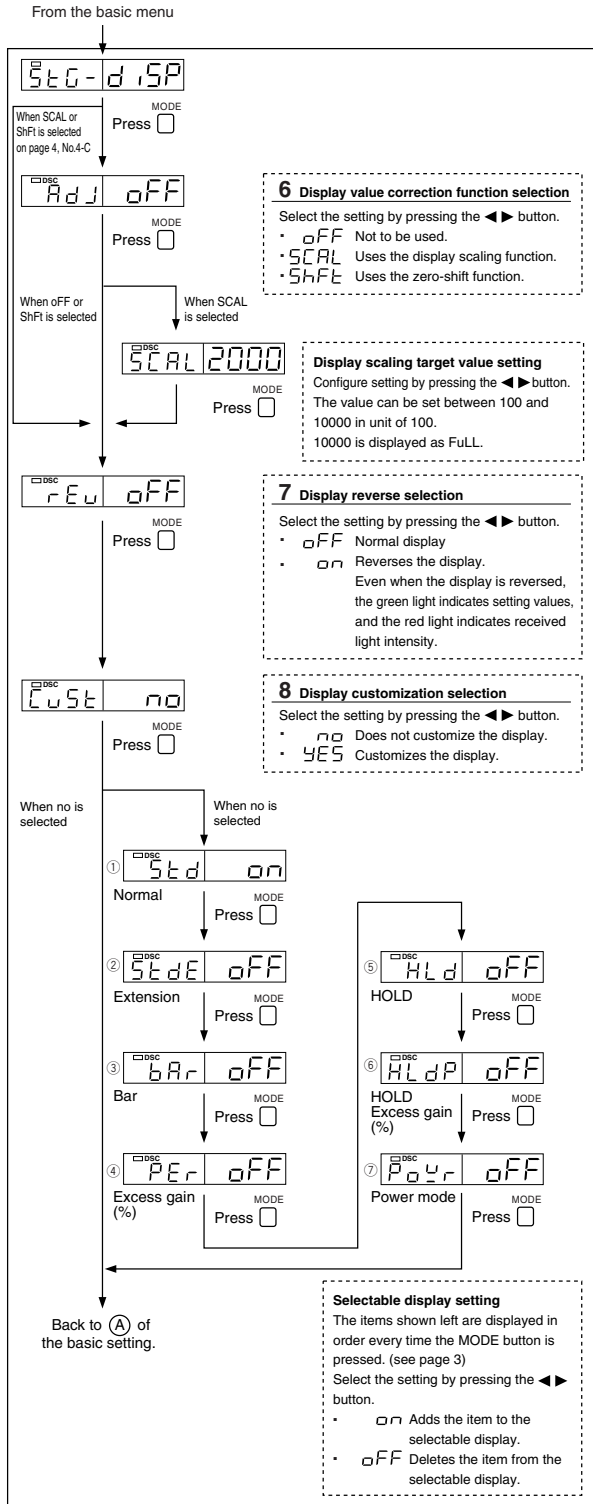 From the basic menu
StG- diSP
When SCAL or
ShFt is selected
on page 4, No.4-C
MODE
Press
DSC
AdJ oFF
MODE
Press
6 Display value correction function selection
Select the setting by pressing the ◀ ▶ button.
· oFF Not to be used.
· SCAL Uses the display scaling function.
· ShFt Uses the zero-shift function.
When oFF or
ShFt is selected
When SCAL
is selected
DSC
SCAL 2000
MODE
Press
Display scaling target value setting
Configure setting by pressing the ◀ ▶ button.
The value can be set between 100 and
10000 in unit of 100.
10000 is displayed as FuLL.
DSC
rEv oFF
MODE
Press
7 Display reverse selection
Select the setting by pressing the ◀ ▶ button.
· oFF Normal display
· on Reverses the display.
Even when the display is reversed,
the green light indicates setting values,
and the red light indicates received
light intensity.
DSC
CuSt no
MODE
Press
8 Display customization selection
Select the setting by pressing the ◀ ▶ button.
· no Does not customize the display.
· YES Customizes the display.
When no is
selected
When no is
selected
DSC
① Std on
Normal
MODE
Press
DSC
② StdE oFF
Extension
MODE
Press
DSC
③ bAr oFF
Bar
MODE
Press
DSC
④ PEr oFF
Excess gain
(%)
MODE
Press
DSC
⑤ HLd oFF
HOLD
MODE
Press
DSC
⑥ HLdP oFF
HOLD
Excess gain
(%)
MODE
Press
DSC
⑦ PoWr oFF
Power mode
MODE
Press
Back to Ⓐ of
the basic setting.
Selectable display setting
The items shown left are displayed in
order every time the MODE button is
pressed. (see page 3)
Select the setting by pressing the ◀ ▶
button.
· on Adds the item to the
selectable display.
· oFF Deletes the item from the
selectable display.